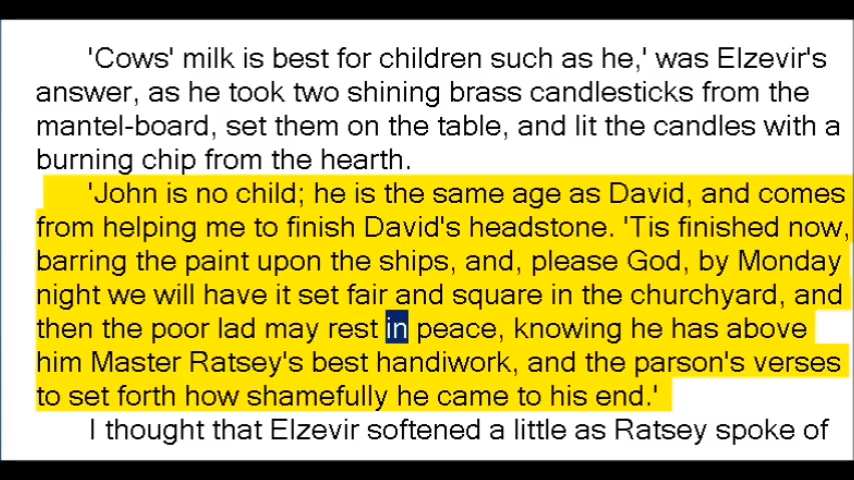 'Cows' milk is best for children such as he,' was Elzevir's
answer, as he took two shining brass candlesticks from the
mantel-board, set them on the table, and lit the candles with a
burning chip from the hearth.
'John is no child; he is the same age as David, and comes
from helping me to finish David's headstone. 'Tis finished now,
barring the paint upon the ships, and, please God, by Monday
night we will have it set fair and square in the churchyard, and
then the poor lad may rest in peace, knowing he has above
him Master Ratsey's best handiwork, and the parson's verses
to set forth how shamefully he came to his end.'
I thought that Elzevir softened a little as Ratsey spoke of